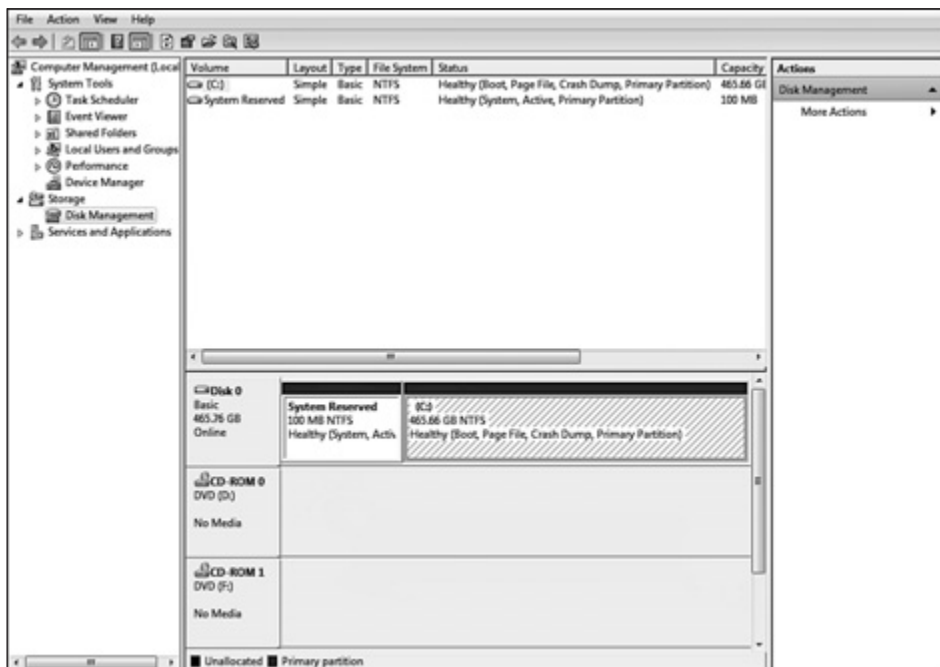 File Action View Help
Computer Management (Local
System Tools
Task Scheduler
Event Viewer
Shared Folders
Local Users and Groups
Performance
Device Manager
Storage
Disk Management
Services and Applications
Volume Layout Type File System Status Capacity
(C:) Simple Basic NTFS Healthy (Boot, Page File, Crash Dump, Primary Partition) 465.66 GB
System Reserved Simple Basic NTFS Healthy (System, Active, Primary Partition) 100 MB
Disk 0
Basic
465.76 GB
Online
System Reserved
100 MB NTFS
Healthy (System, Activ
(C:)
465.66 GB NTFS
Healthy (Boot, Page File, Crash Dump, Primary Partition)
CD-ROM 0
DVD (D:)
No Media
CD-ROM 1
DVD (F:)
No Media
Unallocated Primary partition
Actions
Disk Management
More Actions